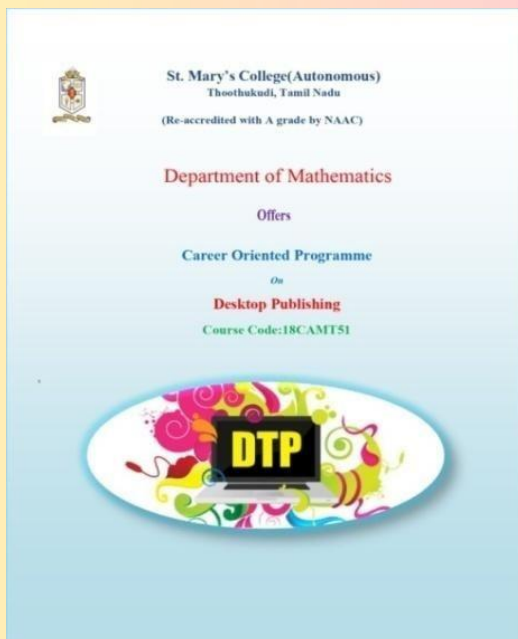 St. Mary's College(Autonomous)
Thoothukudi, Tamil Nadu
(Re-accredited with A grade by NAAC)
Department of Mathematics
Offers
Career Oriented Programme
On
Desktop Publishing
Course Code:18CAMT51
DTP